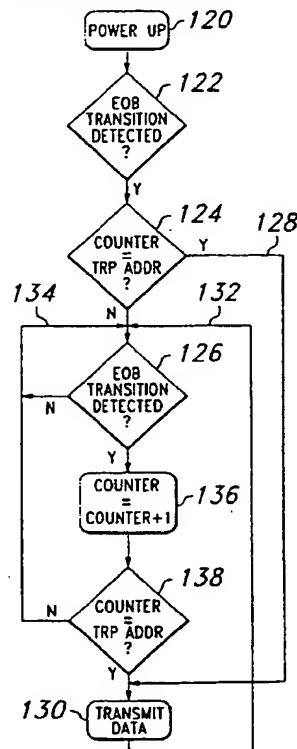 POWER UP
120
122
EOB
TRANSITION
DETECTED
?
Y
124
128
COUNTER
=
TRP ADDR
?
Y
N
134
132
126
EOB
TRANSITION
DETECTED
?
N
Y
COUNTER
=
COUNTER+1
136
138
COUNTER
=
TRP ADDR
?
N
Y
130
TRANSMIT
DATA